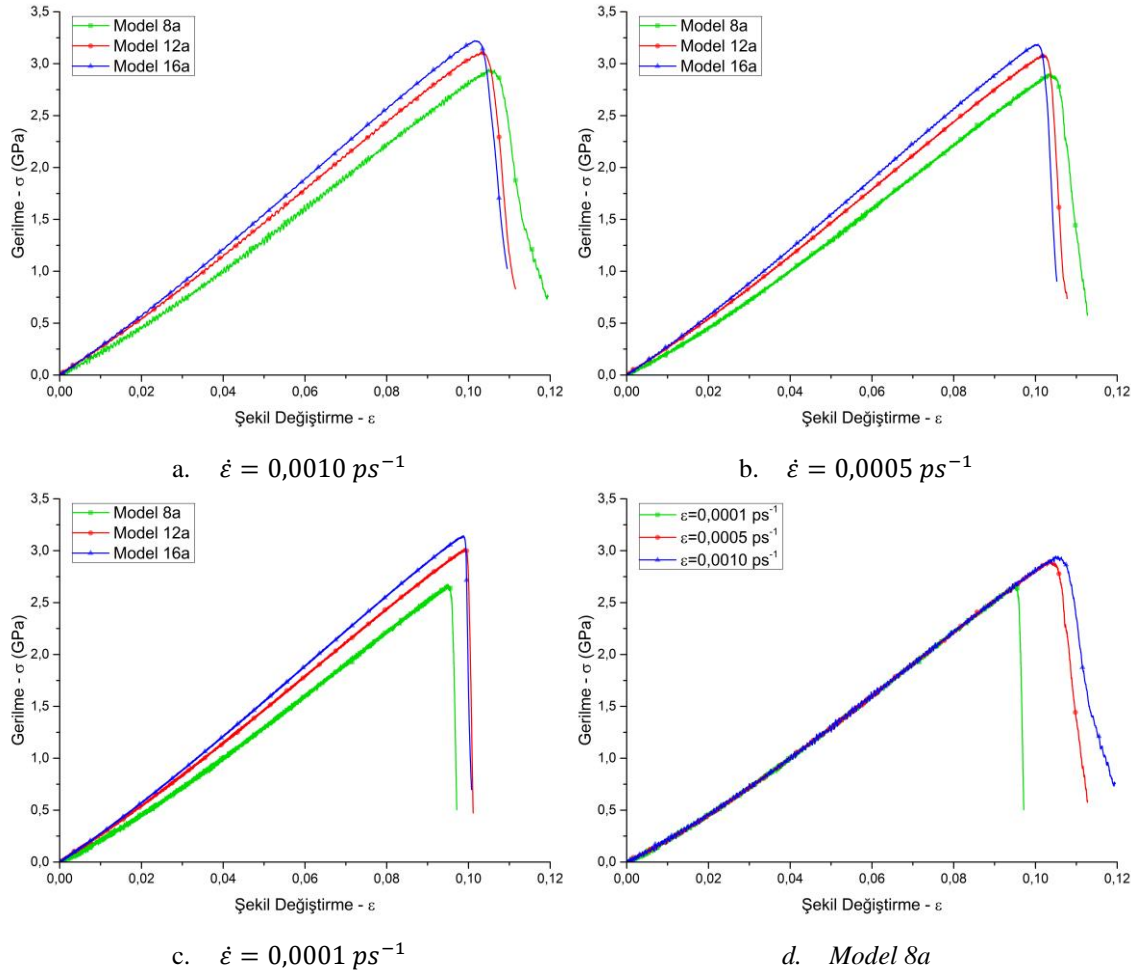 Model 8a
Model 12a
Model 16a
Gerilme - σ (GPa)
3,5
3,0
2,5
2,0
1,5
1,0
0,5
0,0
0,00 0,02 0,04 0,06 0,08 0,10 0,12
Şekil Değiştirme - ε
a. ε̇ = 0,0010 ps⁻¹
Model 8a
Model 12a
Model 16a
Gerilme - σ (GPa)
3,5
3,0
2,5
2,0
1,5
1,0
0,5
0,0
0,00 0,02 0,04 0,06 0,08 0,10 0,12
Şekil Değiştirme - ε
b. ε̇ = 0,0005 ps⁻¹
Model 8a
Model 12a
Model 16a
Gerilme - σ (GPa)
3,5
3,0
2,5
2,0
1,5
1,0
0,5
0,0
0,00 0,02 0,04 0,06 0,08 0,10 0,12
Şekil Değiştirme - ε
c. ε̇ = 0,0001 ps⁻¹
ε=0,0001 ps⁻¹
ε=0,0005 ps⁻¹
ε=0,0010 ps⁻¹
Gerilme - σ (GPa)
3,5
3,0
2,5
2,0
1,5
1,0
0,5
0,0
0,00 0,02 0,04 0,06 0,08 0,10 0,12
Şekil Değiştirme - ε
d. Model 8a